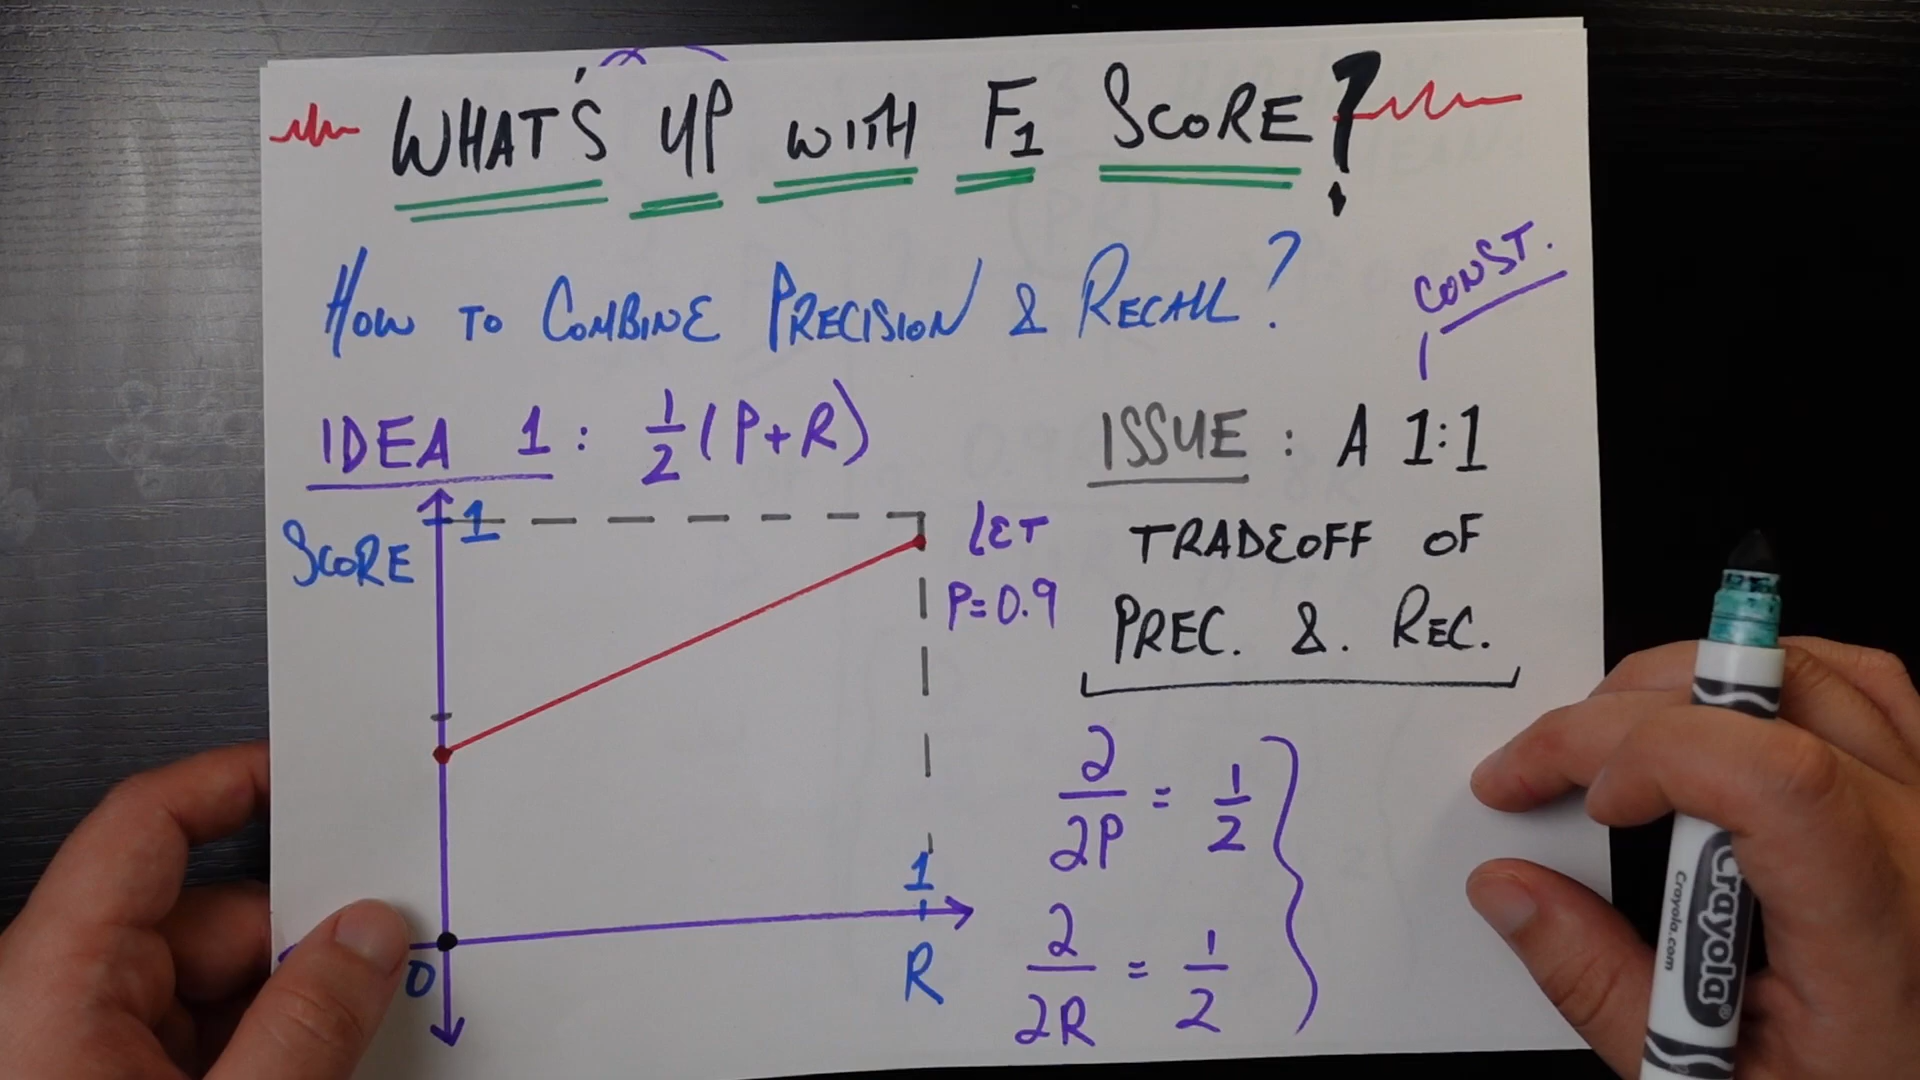 WHAT'S UP WITH F1 SCORE?
HOW TO COMBINE PRECISION & RECALL?
CONST.
IDEA 1: 1/2 (P+R)
ISSUE: A 1:1
TRADEOFF OF
PREC. &. REC.
SCORE
1
LET
P=0.9
1
0
R
2/2P = 1/2
2/2R = 1/2
Crayola®
Crayola.com